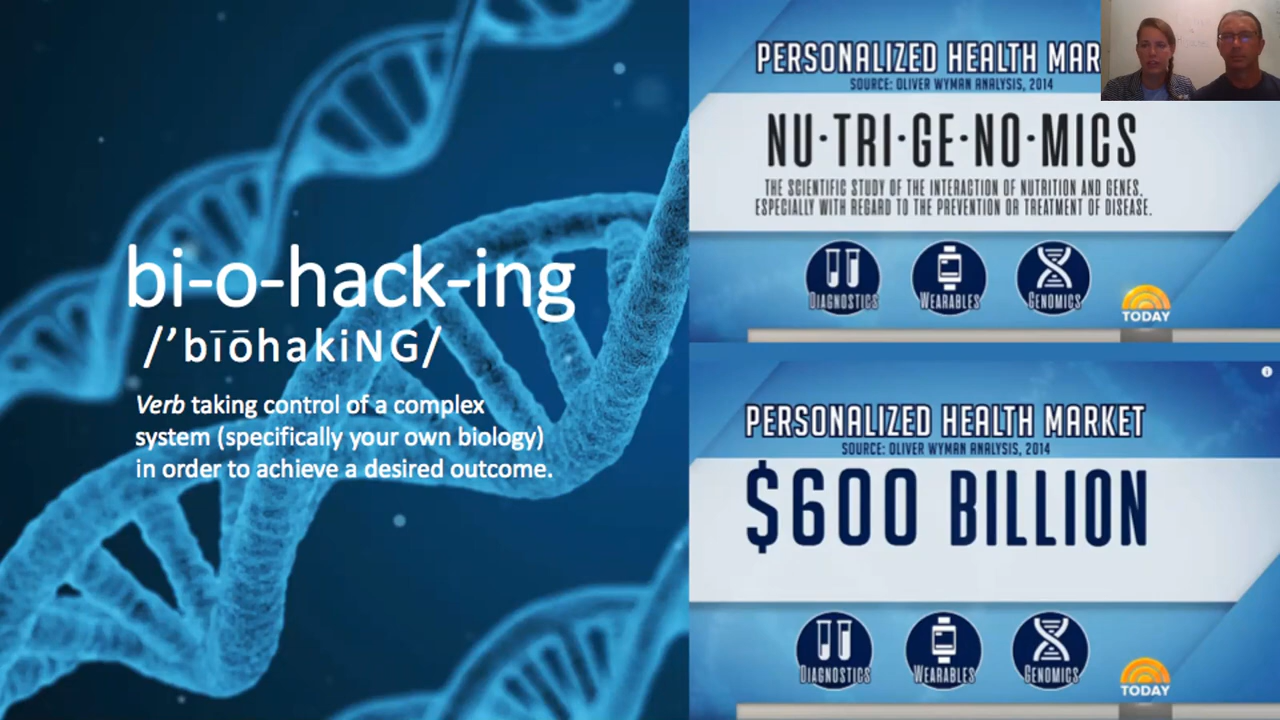 bi-o-hack-ing
/’bīōhakiNG/
Verb taking control of a complex
system (specifically your own biology)
in order to achieve a desired outcome.
PERSONALIZED HEALTH MAR
SOURCE: OLIVER WYMAN ANALYSIS, 2014
NU·TRI·GE·NO·MICS
THE SCIENTIFIC STUDY OF THE INTERACTION OF NUTRITION AND GENES,
ESPECIALLY WITH REGARD TO THE PREVENTION OR TREATMENT OF DISEASE.
DIAGNOSTICS WEARABLES GENOMICS
TODAY
PERSONALIZED HEALTH MARKET
SOURCE: OLIVER WYMAN ANALYSIS, 2014
$600 BILLION
DIAGNOSTICS WEARABLES GENOMICS
TODAY